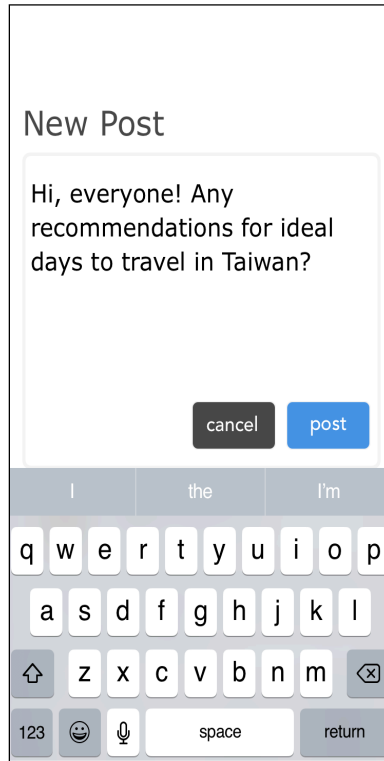 New Post
Hi, everyone! Any
recommendations for ideal
days to travel in Taiwan?
cancel post
I the I'm
q w e r t y u i o p
a s d f g h j k l
z x c v b n m
123 space return